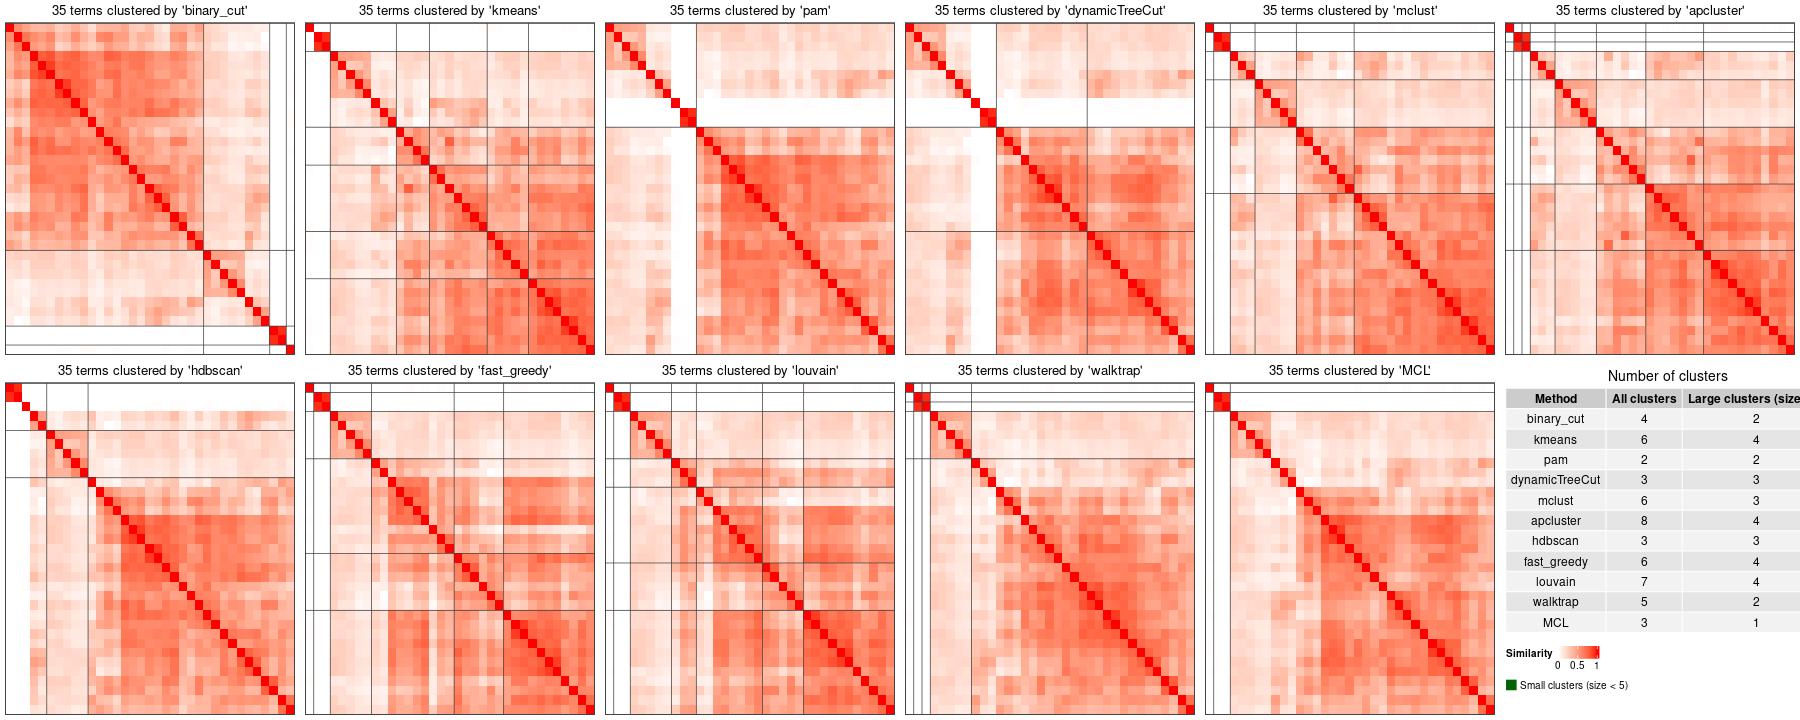 35 terms clustered by 'binary_cut'
35 terms clustered by 'kmeans'
35 terms clustered by 'pam'
35 terms clustered by 'dynamicTreeCut'
35 terms clustered by 'mclust'
35 terms clustered by 'apcluster'
35 terms clustered by 'hdbscan'
35 terms clustered by 'fast_greedy'
35 terms clustered by 'louvain'
35 terms clustered by 'walktrap'
35 terms clustered by 'MCL'
Number of clusters
Method All clusters Large clusters (size
binary_cut 4 2
kmeans 6 4
pam 2 2
dynamicTreeCut 3 3
mclust 6 3
apcluster 8 4
hdbscan 3 3
fast_greedy 6 4
louvain 7 4
walktrap 5 2
MCL 3 1
Similarity
0 0.5 1
Small clusters (size < 5)